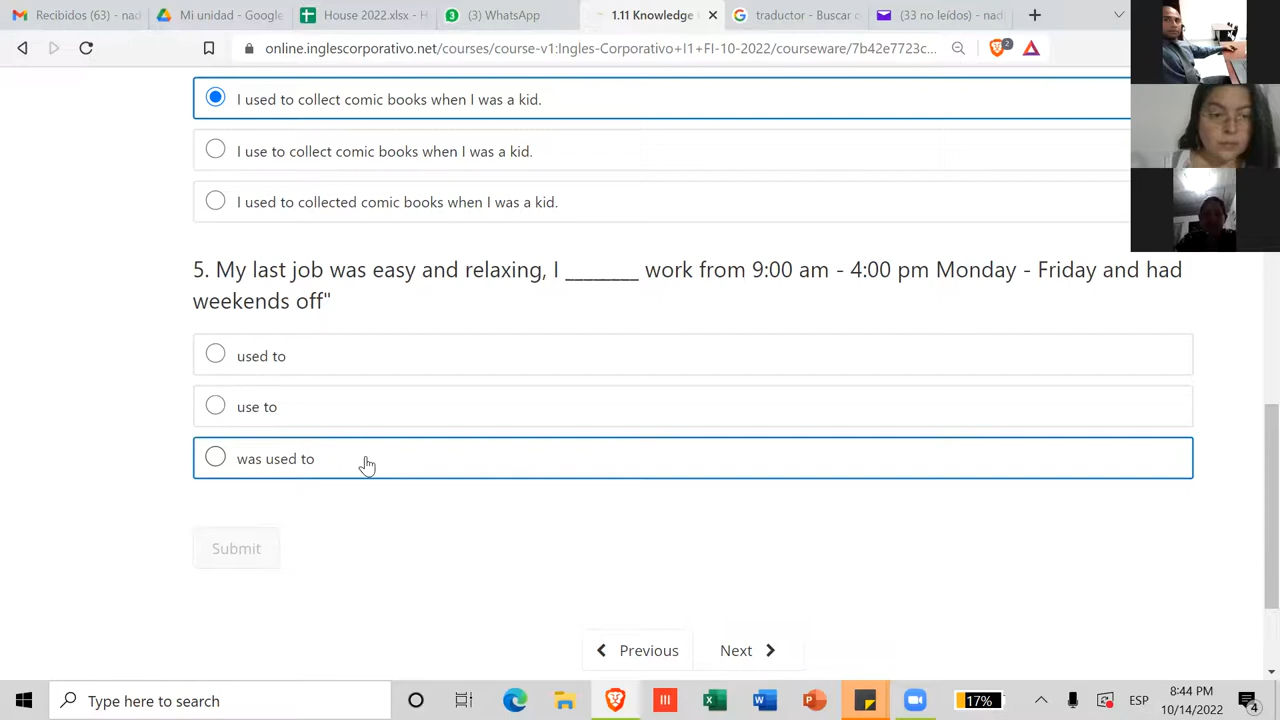 Recibidos (63) - nad
Mi unidad - Google
House 2022.xlsx - H
3
WhatsApp
1.11 Knowledge
traductor - Buscar c
(33 no leídos) - nad
online.inglescorporativo.net/courses/course-v1:Ingles-Corporativo+I1+FI-10-2022/courseware/7b42e7723c...
2
I used to collect comic books when I was a kid.
I use to collect comic books when I was a kid.
I used to collected comic books when I was a kid.
5. My last job was easy and relaxing, I ________ work from 9:00 am - 4:00 pm Monday - Friday and had
weekends off"
used to
use to
was used to
Submit
Previous
Next
Type here to search
17%
ESP
8:44 PM
10/14/2022
4